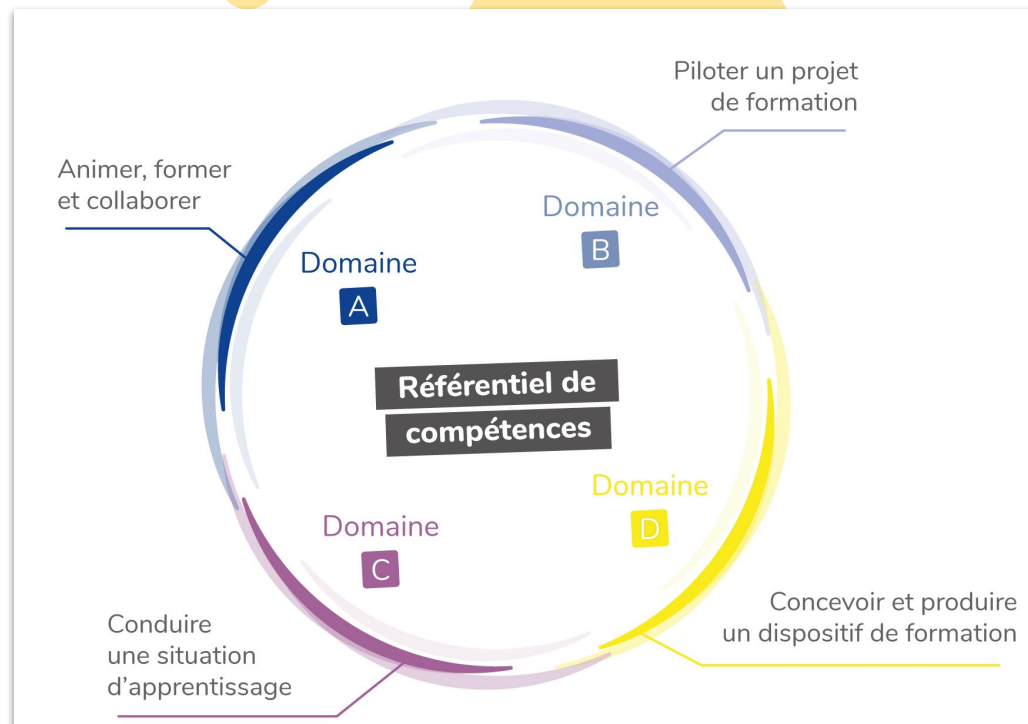 Piloter un projet
de formation
Animer, former
et collaborer
Domaine
B
Domaine
A
Référentiel de
compétences
Domaine
D
Domaine
C
Concevoir et produire
un dispositif de formation
Conduire
une situation
d'apprentissage